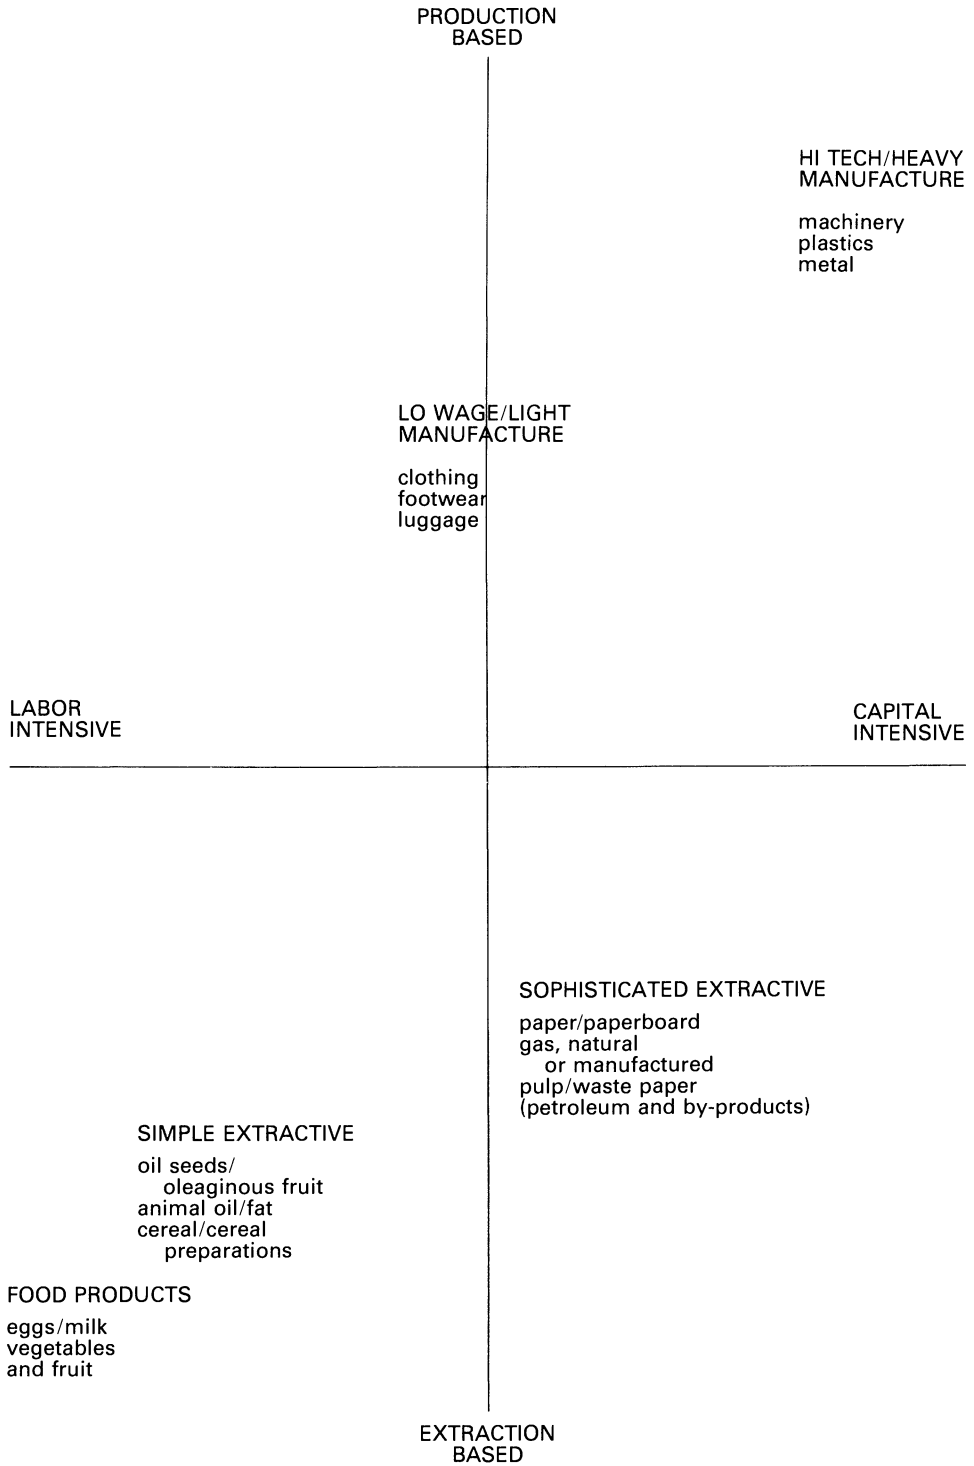 PRODUCTION
BASED
HI TECH/HEAVY
MANUFACTURE
machinery
plastics
metal
LO WAGE/LIGHT
MANUFACTURE
clothing
footwear
luggage
LABOR
INTENSIVE
CAPITAL
INTENSIVE
SOPHISTICATED EXTRACTIVE
paper/paperboard
gas, natural
or manufactured
pulp/waste paper
(petroleum and by-products)
SIMPLE EXTRACTIVE
oil seeds/
oleaginous fruit
animal oil/fat
cereal/cereal
preparations
FOOD PRODUCTS
eggs/milk
vegetables
and fruit
EXTRACTION
BASED